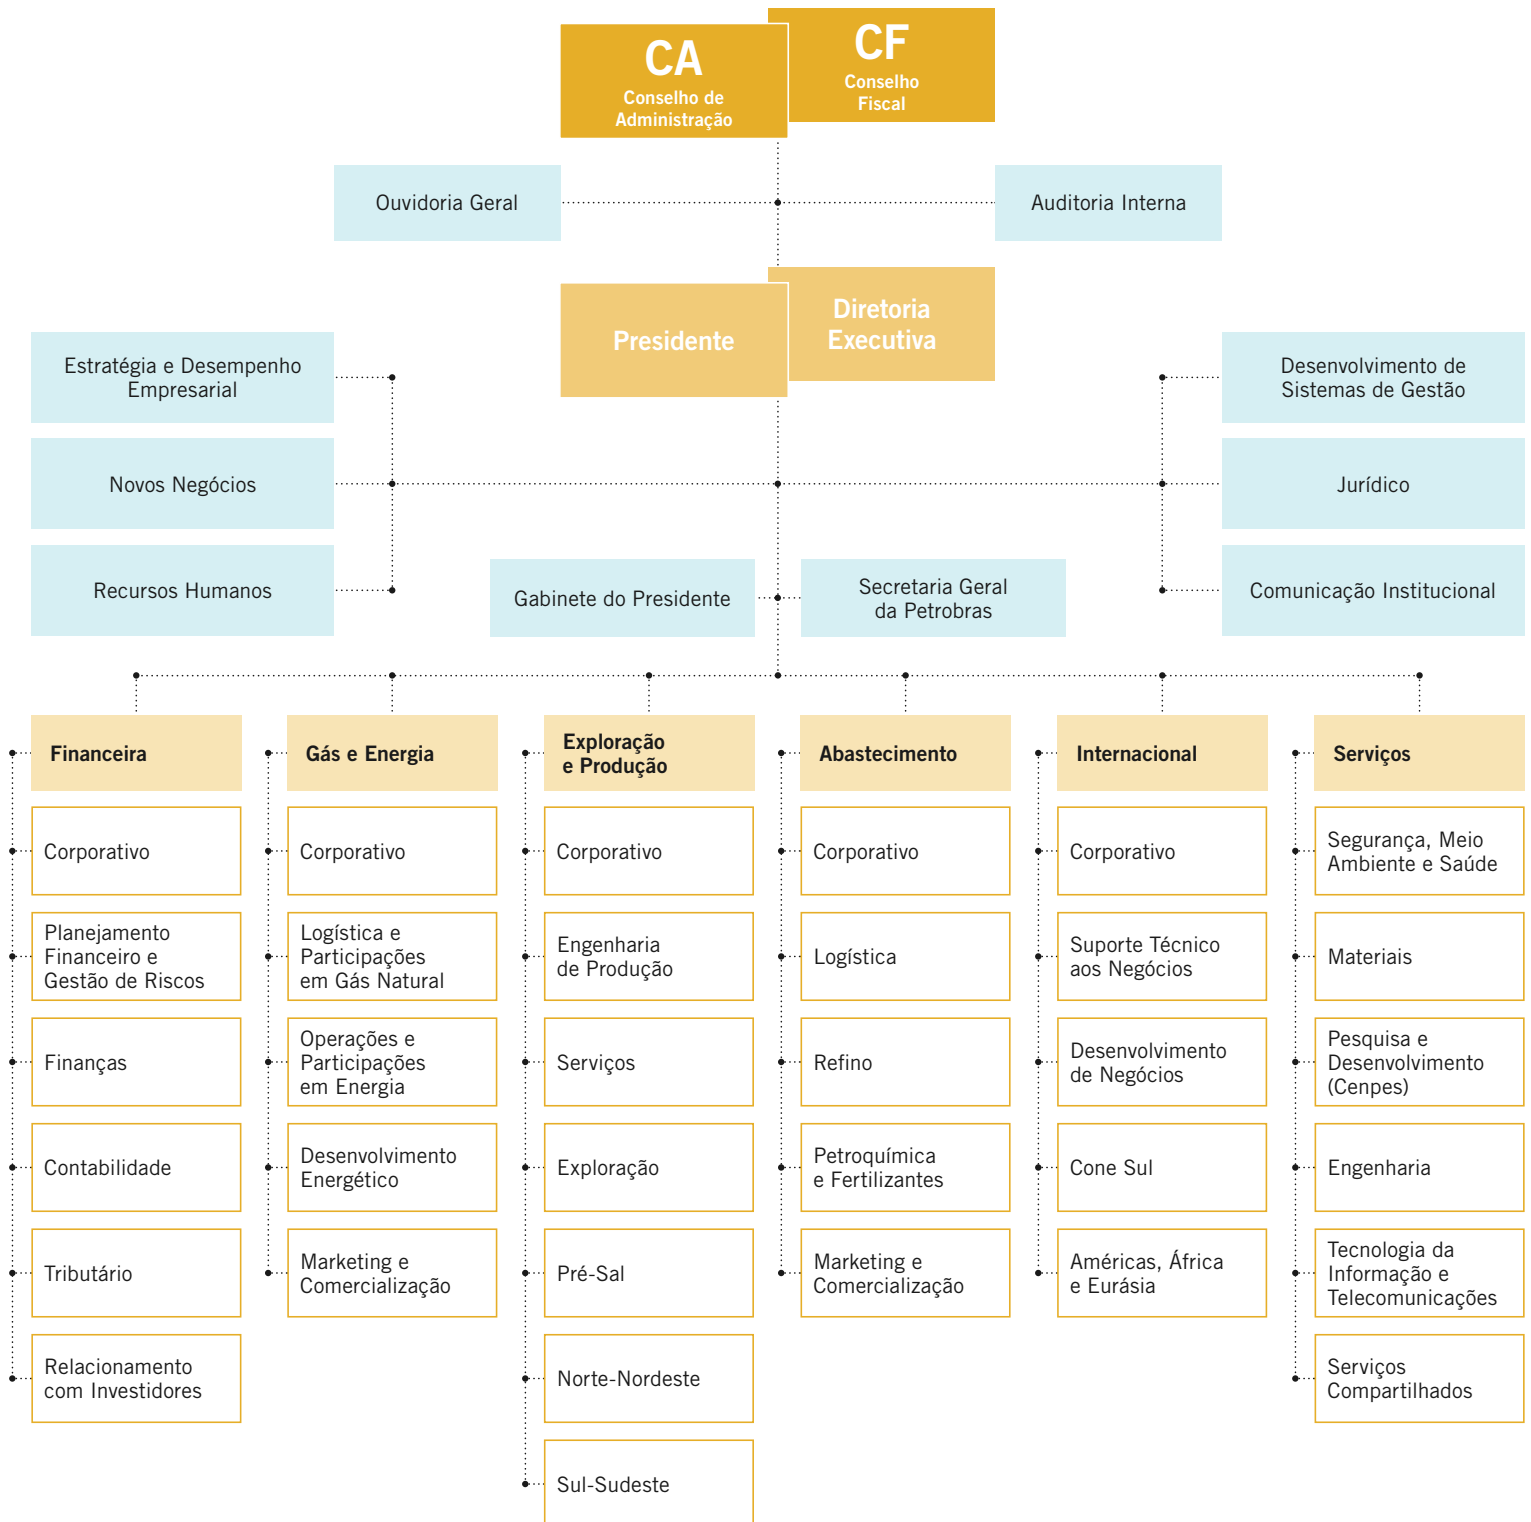 CA
Conselho de
Administração
CF
Conselho
Fiscal
Ouvidoria Geral
Auditoria Interna
Presidente
Diretoria
Executiva
Estratégia e Desempenho
Empresarial
Novos Negócios
Recursos Humanos
Desenvolvimento de
Sistemas de Gestão
Jurídico
Comunicação Institucional
Gabinete do Presidente
Secretaria Geral
da Petrobras
Financeira
Corporativo
Planejamento
Financeiro e
Gestão de Riscos
Finanças
Contabilidade
Tributário
Relacionamento
com Investidores
Gás e Energia
Corporativo
Logística e
Participações
em Gás Natural
Operações e
Participações
em Energia
Desenvolvimento
Energético
Marketing e
Comercialização
Exploração
e Produção
Corporativo
Engenharia
de Produção
Serviços
Exploração
Pré-Sal
Norte-Nordeste
Sul-Sudeste
Abastecimento
Corporativo
Logística
Refino
Petroquímica
e Fertilizantes
Marketing e
Comercialização
Internacional
Corporativo
Suporte Técnico
aos Negócios
Desenvolvimento
de Negócios
Cone Sul
Américas, África
e Eurásia
Serviços
Segurança, Meio
Ambiente e Saúde
Materiais
Pesquisa e
Desenvolvimento
(Cenpes)
Engenharia
Tecnologia da
Informação e
Telecomunicações
Serviços
Compartilhados